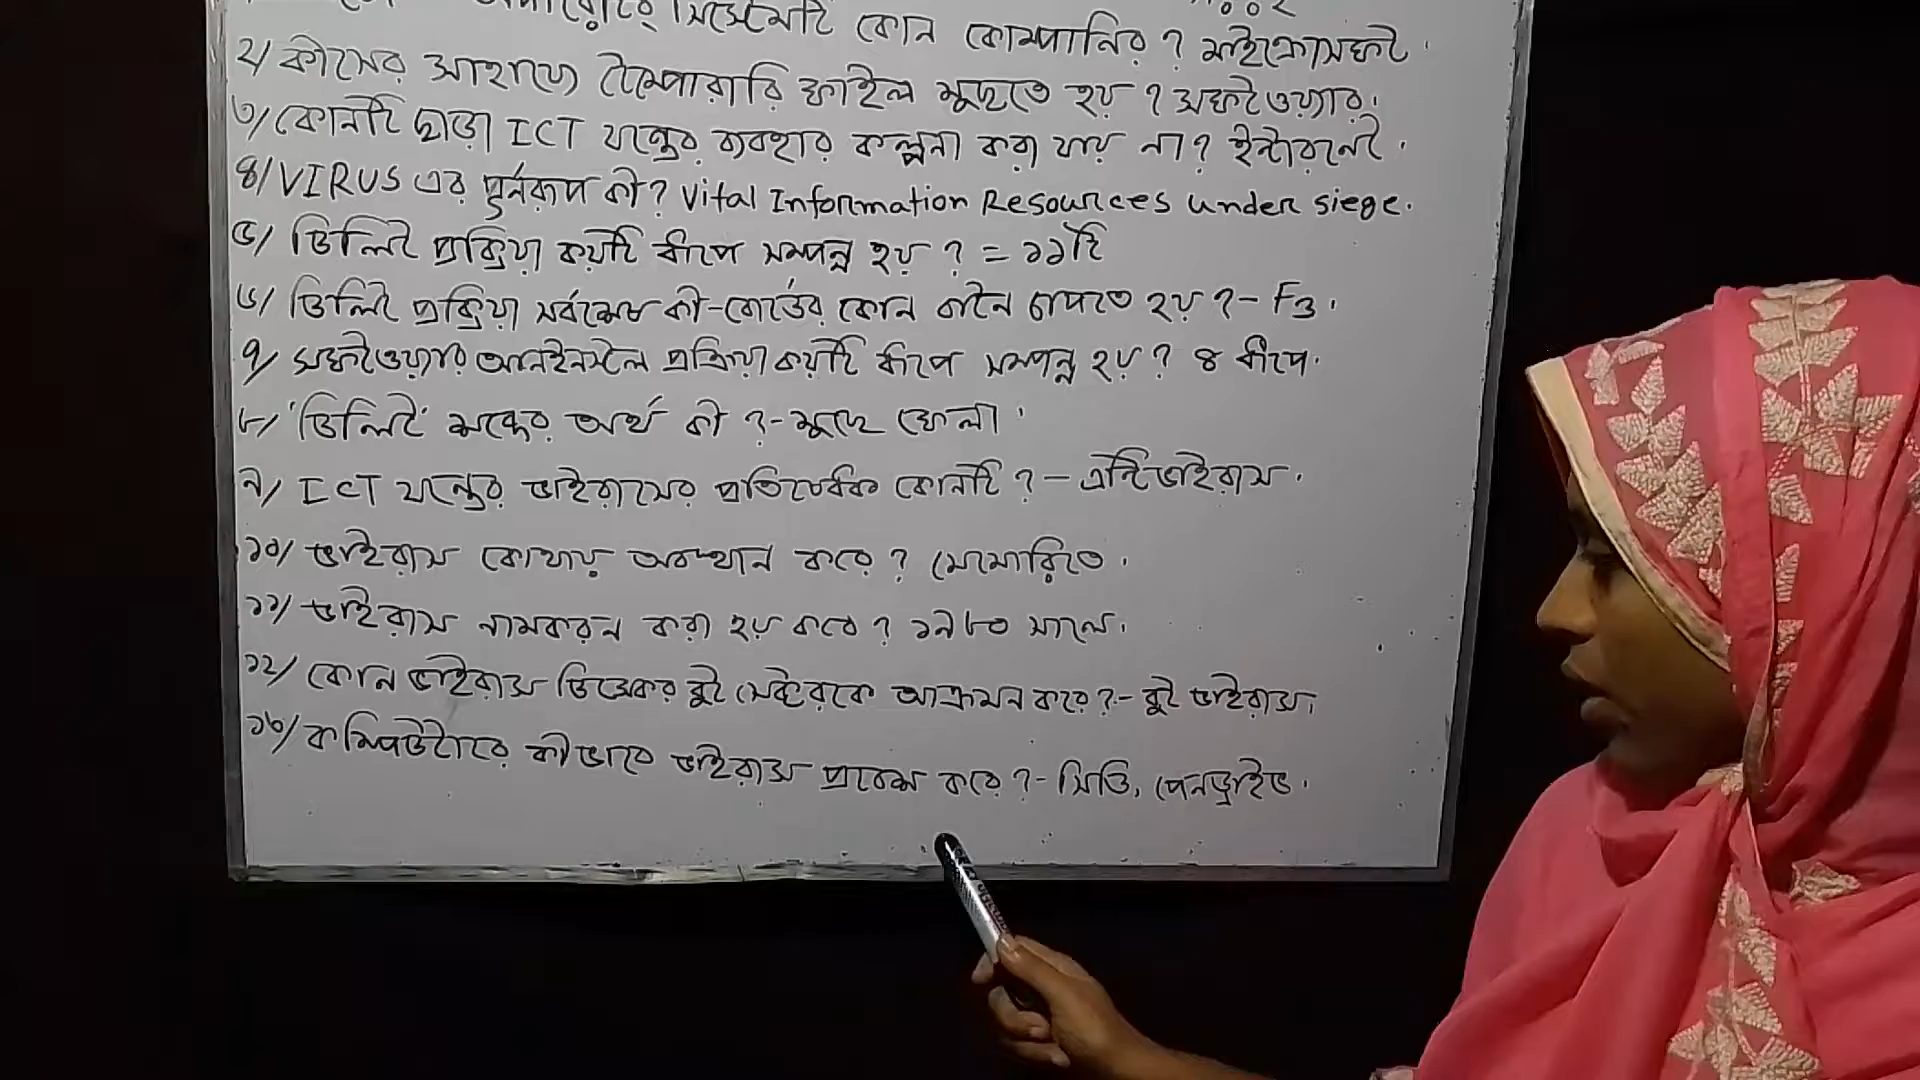 সিস্টেমটি কোন কোম্পানির? মাইক্রোসফট
২/ কীসের সাহায্যে টেম্পোরারি ফাইল মুছতে হয়? সফটওয়্যার।
৩/ কোনটি ছাড়া ICT যন্ত্রের ব্যবহার কল্পনা করা যায় না? ইন্টারনেট।
৪/ VIRUS এর পূর্নরূপ কী? Vital Information Resources under siege.
৫/ ডিলিট প্রক্রিয়া কয়টি ধাপে সম্পন্ন হয়? = ১১টি
৬/ ডিলিট প্রক্রিয়া সর্বশেষ কী-বোর্ডের কোন বাটন চাপতে হয়? - F3.
৭/ সফটওয়্যার আনইনস্টল প্রক্রিয়া কয়টি ধাপে সম্পন্ন হয়? ৪ ধাপে.
৮/ 'ডিলিট' শব্দের অর্থ কী? - মুছে ফেলা।
৯/ ICT যন্ত্রের ভাইরাসের প্রতিষেধক কোনটি? - এন্টিভাইরাস.
১০/ ভাইরাস কোথায় অবস্থান করে? মেমোরিতে.
১১/ ভাইরাস নামকরন করা হয় কবে? ১৯৮০ সালে.
১২/ কোন ভাইরাস ডিস্কের বুট সেক্টরকে আক্রমন করে? - বুট ভাইরাস।
১৩/ কম্পিউটারে কীভাবে ভাইরাস প্রবেশ করে? - সিডি, পেনড্রাইভ.